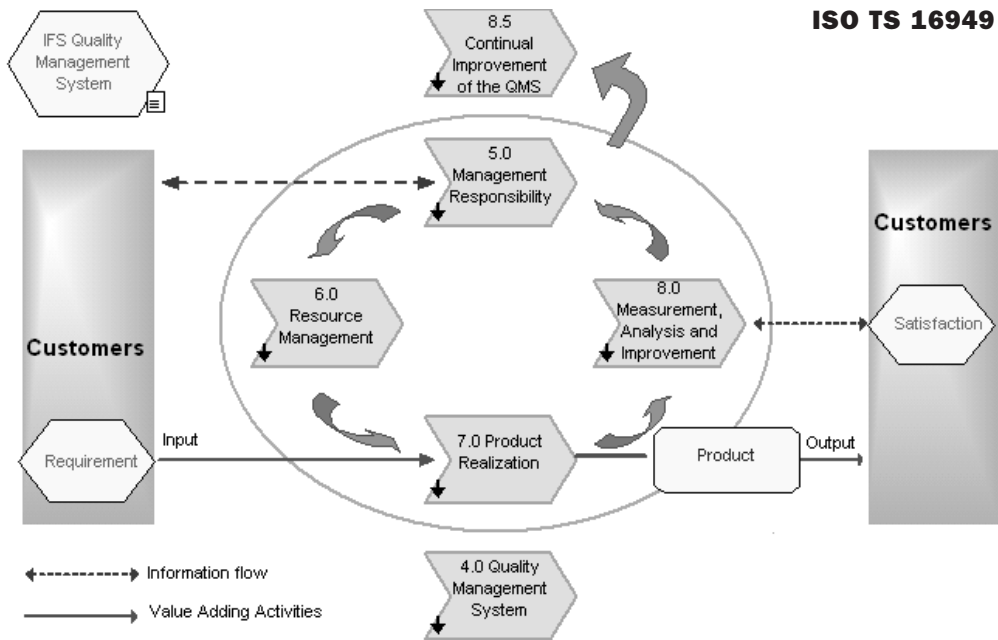 ISO TS 16949
IFS Quality
Management
System
8.5
Continual
Improvement
of the QMS
5.0
Management
Responsibility
Customers
6.0
Resource
Management
8.0
Measurement,
Analysis and
Improvement
Satisfaction
Customers
Requirement
Input
7.0 Product
Realization
Product
Output
4.0 Quality
Management
System
Information flow
Value Adding Activities